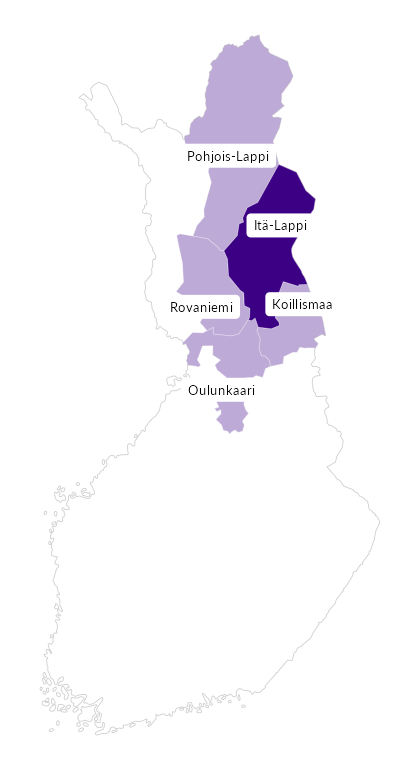 Pohjois-Lappi
Itä-Lappi
Koillismaa
Rovaniemi
Oulunkaari